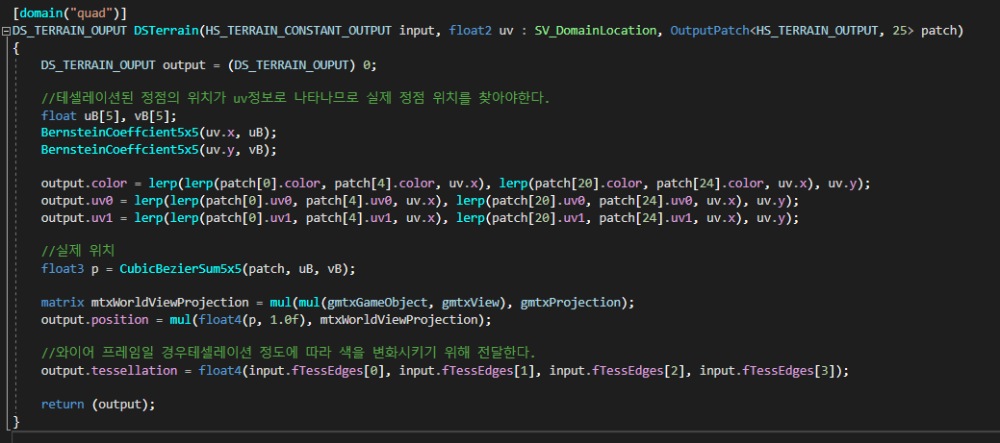 [domain("quad")]
DS_TERRAIN_OUPUT DSTerrain(HS_TERRAIN_CONSTANT_OUTPUT input, float2 uv : SV_DomainLocation, OutputPatch<HS_TERRAIN_OUTPUT, 25> patch)
{
DS_TERRAIN_OUPUT output = (DS_TERRAIN_OUPUT) 0;
//테셀레이션된 정점의 위치가 uv정보로 나타나므로 실제 정점 위치를 찾아야한다.
float uB[5], vB[5];
BernsteinCoeffcient5x5(uv.x, uB);
BernsteinCoeffcient5x5(uv.y, vB);
output.color = lerp(lerp(patch[0].color, patch[4].color, uv.x), lerp(patch[20].color, patch[24].color, uv.x), uv.y);
output.uv0 = lerp(lerp(patch[0].uv0, patch[4].uv0, uv.x), lerp(patch[20].uv0, patch[24].uv0, uv.x), uv.y);
output.uv1 = lerp(lerp(patch[0].uv1, patch[4].uv1, uv.x), lerp(patch[20].uv1, patch[24].uv1, uv.x), uv.y);
//실제 위치
float3 p = CubicBezierSum5x5(patch, uB, vB);
matrix mtxWorldViewProjection = mul(mul(gmtxGameObject, gmtxView), gmtxProjection);
output.position = mul(float4(p, 1.0f), mtxWorldViewProjection);
//와이어 프레임일 경우테셀레이션 정도에 따라 색을 변화시키기 위해 전달한다.
output.tessellation = float4(input.fTessEdges[0], input.fTessEdges[1], input.fTessEdges[2], input.fTessEdges[3]);
return (output);
}